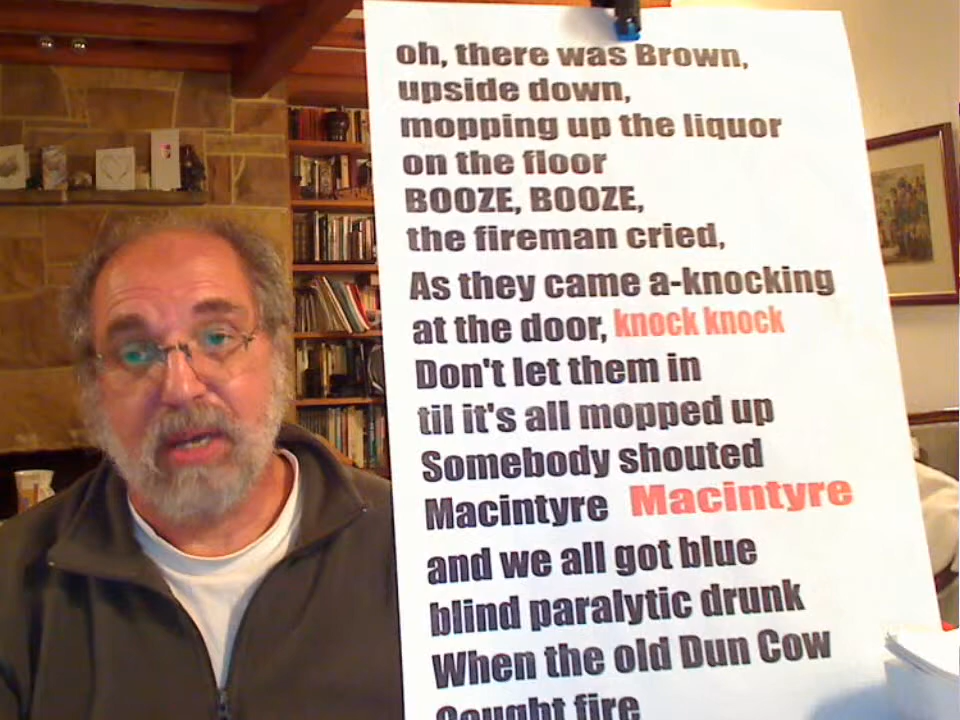 oh, there was Brown,
upside down,
mopping up the liquor
on the floor
BOOZE, BOOZE,
the fireman cried,
As they came a-knocking
at the door, knock knock
Don't let them in
til it's all mopped up
Somebody shouted
Macintyre Macintyre
and we all got blue
blind paralytic drunk
When the old Dun Cow
Caught fire